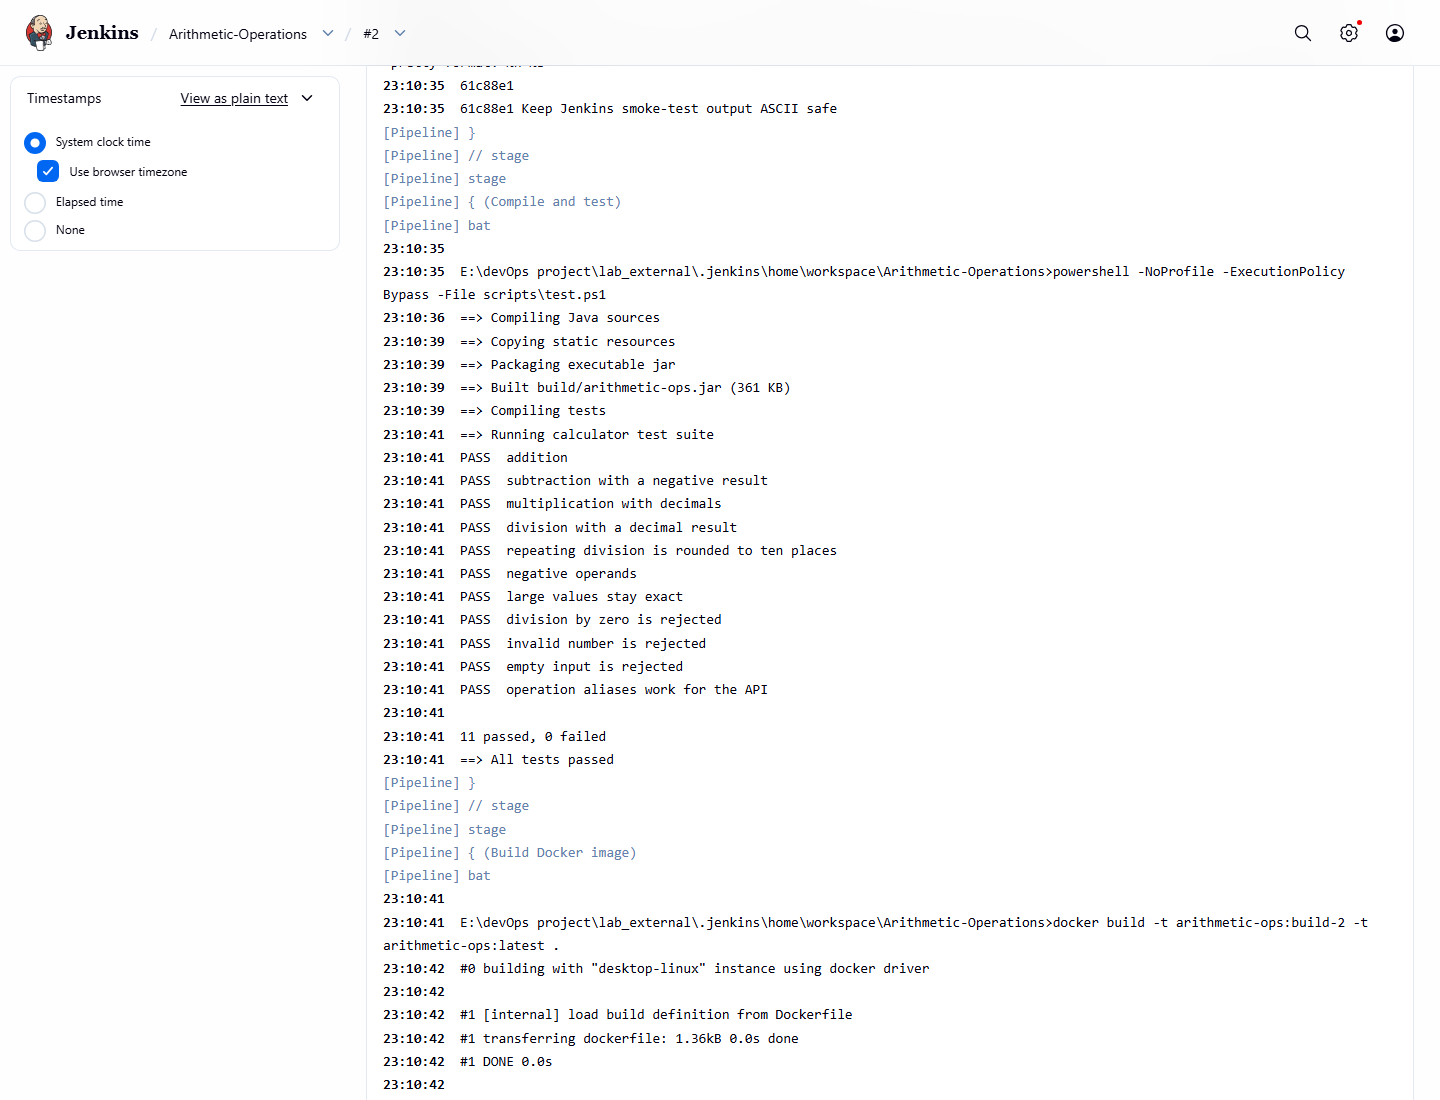 Jenkins / Arithmetic-Operations / #2
Timestamps View as plain text
System clock time
Use browser timezone
Elapsed time
None
23:10:35 61c88e1
23:10:35 61c88e1 Keep Jenkins smoke-test output ASCII safe
[Pipeline] }
[Pipeline] // stage
[Pipeline] stage
[Pipeline] { (Compile and test)
[Pipeline] bat
23:10:35
23:10:35 E:\devOps project\lab_external\.jenkins\home\workspace\Arithmetic-Operations>powershell -NoProfile -ExecutionPolicy
Bypass -File scripts\test.ps1
23:10:36 ==> Compiling Java sources
23:10:39 ==> Copying static resources
23:10:39 ==> Packaging executable jar
23:10:39 ==> Built build/arithmetic-ops.jar (361 KB)
23:10:39 ==> Compiling tests
23:10:41 ==> Running calculator test suite
23:10:41 PASS addition
23:10:41 PASS subtraction with a negative result
23:10:41 PASS multiplication with decimals
23:10:41 PASS division with a decimal result
23:10:41 PASS repeating division is rounded to ten places
23:10:41 PASS negative operands
23:10:41 PASS large values stay exact
23:10:41 PASS division by zero is rejected
23:10:41 PASS invalid number is rejected
23:10:41 PASS empty input is rejected
23:10:41 PASS operation aliases work for the API
23:10:41
23:10:41 11 passed, 0 failed
23:10:41 ==> All tests passed
[Pipeline] }
[Pipeline] // stage
[Pipeline] stage
[Pipeline] { (Build Docker image)
[Pipeline] bat
23:10:41
23:10:41 E:\devOps project\lab_external\.jenkins\home\workspace\Arithmetic-Operations>docker build -t arithmetic-ops:build-2 -t
arithmetic-ops:latest .
23:10:42 #0 building with "desktop-linux" instance using docker driver
23:10:42
23:10:42 #1 [internal] load build definition from Dockerfile
23:10:42 #1 transferring dockerfile: 1.36kB 0.0s done
23:10:42 #1 DONE 0.0s
23:10:42